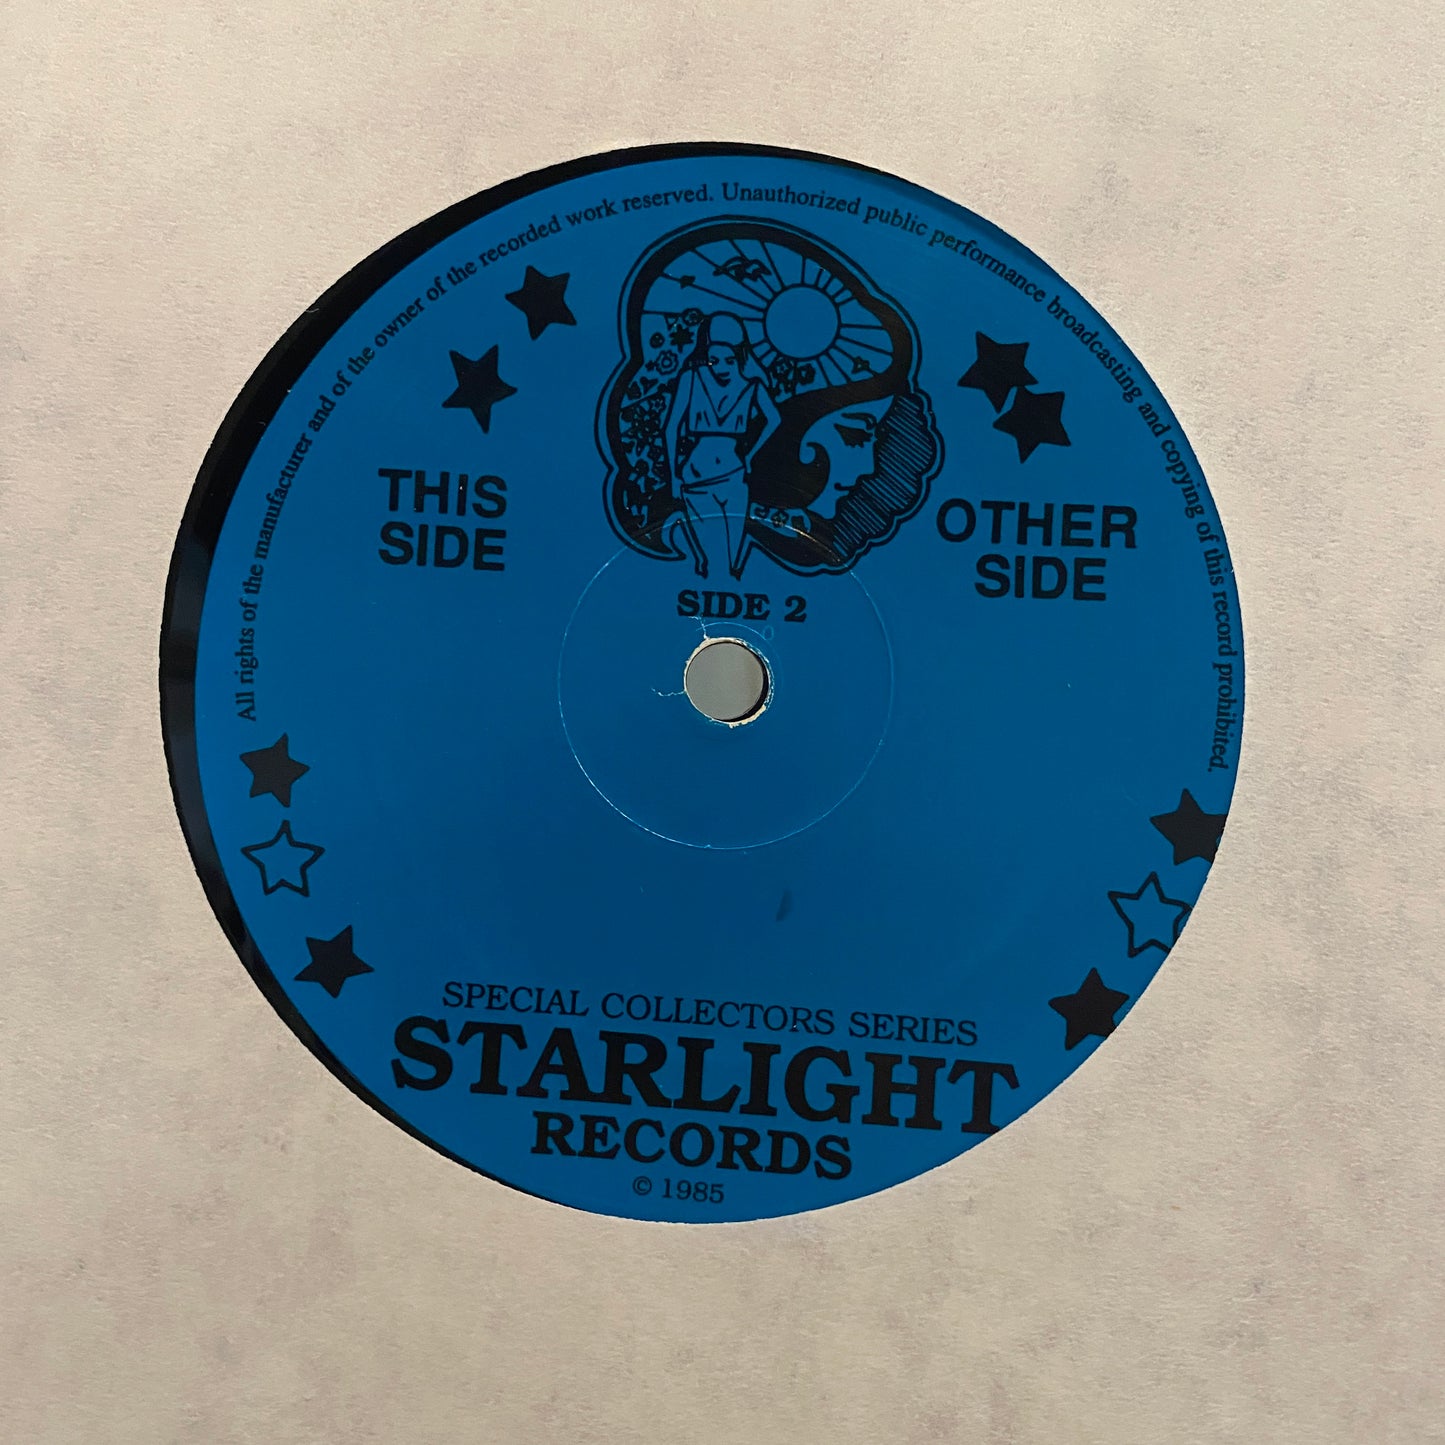 All rights of the manufacturer and of the owner of the recorded work reserved. Unauthorized public performance broadcasting and copying of this record prohibited.
THIS
SIDE
OTHER
SIDE
SIDE 2
SPECIAL COLLECTORS SERIES
STARLIGHT
RECORDS
© 1985